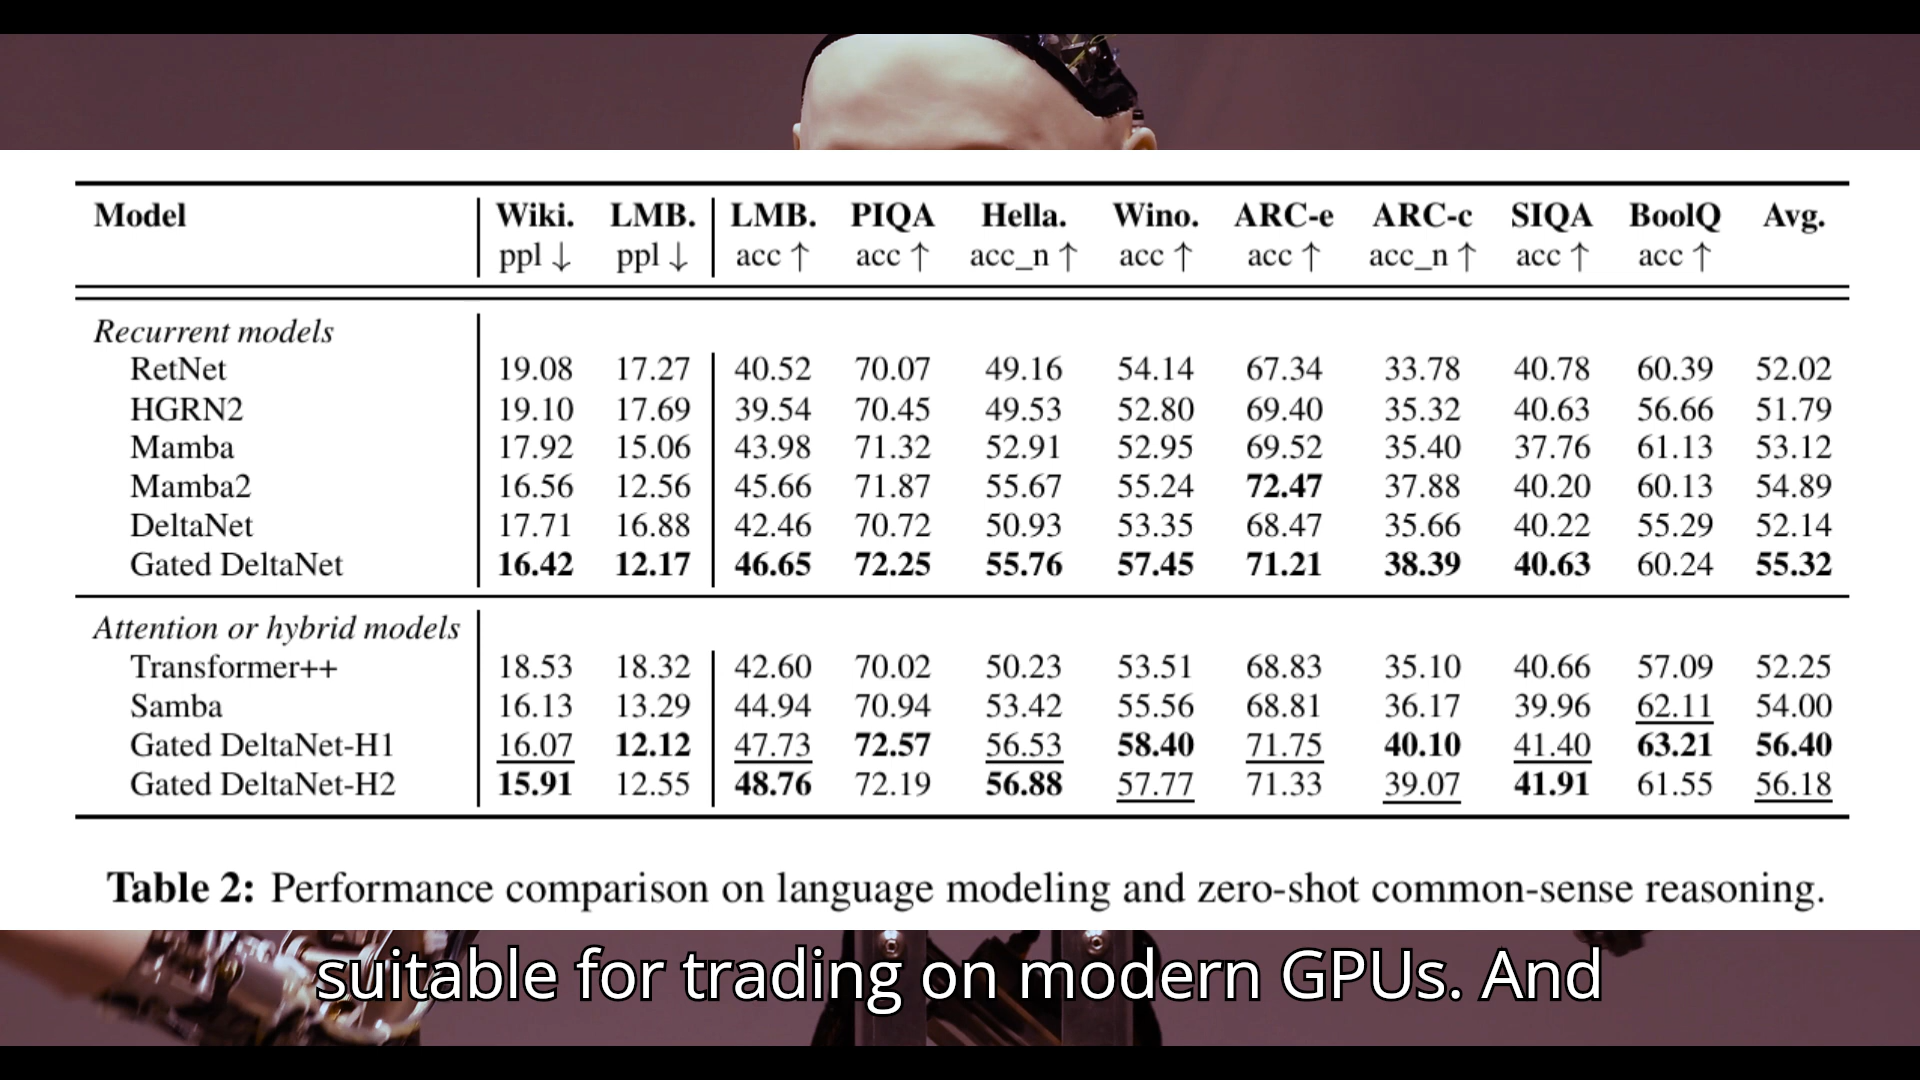 Model Wiki. LMB. LMB. PIQA Hella. Wino. ARC-e ARC-c SIQA BoolQ Avg.
ppl ↓ ppl ↓ acc ↑ acc ↑ acc_n ↑ acc ↑ acc ↑ acc_n ↑ acc ↑ acc ↑
Recurrent models
RetNet 19.08 17.27 40.52 70.07 49.16 54.14 67.34 33.78 40.78 60.39 52.02
HGRN2 19.10 17.69 39.54 70.45 49.53 52.80 69.40 35.32 40.63 56.66 51.79
Mamba 17.92 15.06 43.98 71.32 52.91 52.95 69.52 35.40 37.76 61.13 53.12
Mamba2 16.56 12.56 45.66 71.87 55.67 55.24 72.47 37.88 40.20 60.13 54.89
DeltaNet 17.71 16.88 42.46 70.72 50.93 53.35 68.47 35.66 40.22 55.29 52.14
Gated DeltaNet 16.42 12.17 46.65 72.25 55.76 57.45 71.21 38.39 40.63 60.24 55.32
Attention or hybrid models
Transformer++ 18.53 18.32 42.60 70.02 50.23 53.51 68.83 35.10 40.66 57.09 52.25
Samba 16.13 13.29 44.94 70.94 53.42 55.56 68.81 36.17 39.96 62.11 54.00
Gated DeltaNet-H1 16.07 12.12 47.73 72.57 56.53 58.40 71.75 40.10 41.40 63.21 56.40
Gated DeltaNet-H2 15.91 12.55 48.76 72.19 56.88 57.77 71.33 39.07 41.91 61.55 56.18
Table 2: Performance comparison on language modeling and zero-shot common-sense reasoning.
suitable for trading on modern GPUs. And